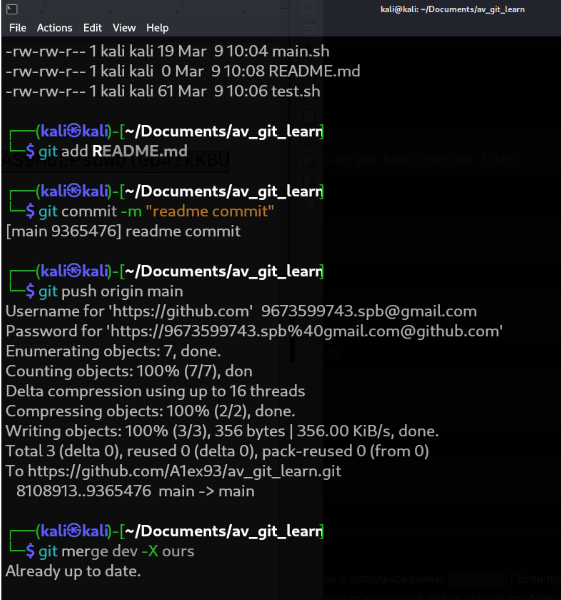 kali@kali: ~/Documents/av_git_learn
File Actions Edit View Help
-rw-rw-r-- 1 kali kali 19 Mar 9 10:04 main.sh
-rw-rw-r-- 1 kali kali 0 Mar 9 10:08 README.md
-rw-rw-r-- 1 kali kali 61 Mar 9 10:06 test.sh
┌──(kali㉿kali)-[~/Documents/av_git_learn]
└─$ git add README.md
┌──(kali㉿kali)-[~/Documents/av_git_learn]
└─$ git commit -m "readme commit"
[main 9365476] readme commit
┌──(kali㉿kali)-[~/Documents/av_git_learn]
└─$ git push origin main
Username for 'https://github.com' 9673599743.spb@gmail.com
Password for 'https://9673599743.spb%40gmail.com@github.com'
Enumerating objects: 7, done.
Counting objects: 100% (7/7), don
Delta compression using up to 16 threads
Compressing objects: 100% (2/2), done.
Writing objects: 100% (3/3), 356 bytes | 356.00 KiB/s, done.
Total 3 (delta 0), reused 0 (delta 0), pack-reused 0 (from 0)
To https://github.com/A1ex93/av_git_learn.git
8108913..9365476 main -> main
┌──(kali㉿kali)-[~/Documents/av_git_learn]
└─$ git merge dev -X ours
Already up to date.
с использованием
! Если пр